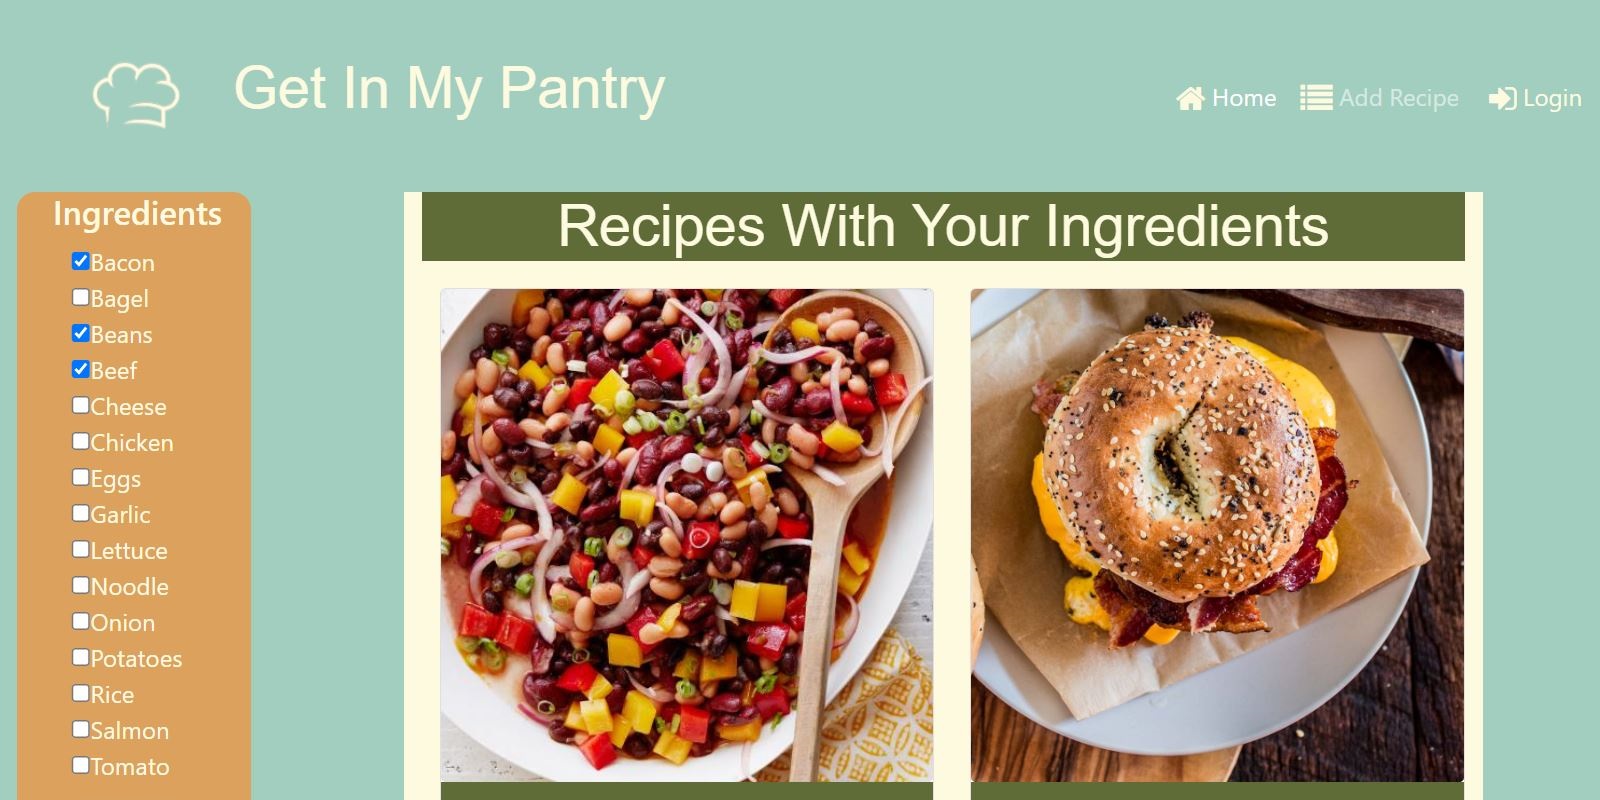 Get In My Pantry
Home
Add Recipe
Login
Ingredients
Bacon
Bagel
Beans
Beef
Cheese
Chicken
Eggs
Garlic
Lettuce
Noodle
Onion
Potatoes
Rice
Salmon
Tomato
Recipes With Your Ingredients